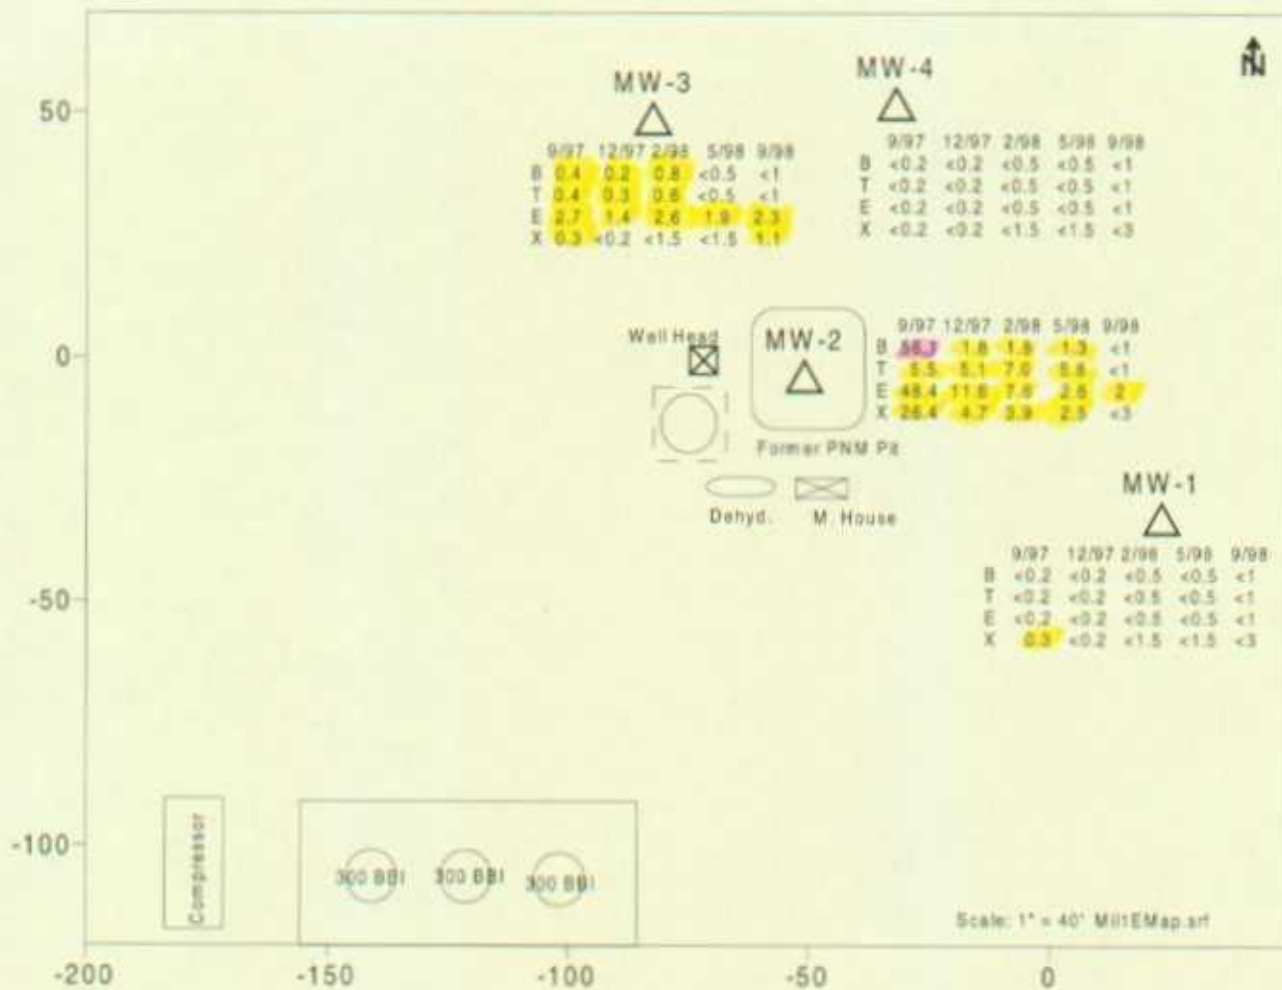 N
MW-3
MW-4
50
9/97 12/97 2/98 5/98 9/98
B 0.4 0.2 0.8 <0.5 <1
T 0.4 0.3 0.6 <0.5 <1
E 2.7 1.4 2.6 1.9 2.3
X 0.3 <0.2 <1.5 <1.5 1.1
9/97 12/97 2/98 5/98 9/98
B <0.2 <0.2 <0.5 <0.5 <1
T <0.2 <0.2 <0.5 <0.5 <1
E <0.2 <0.2 <0.5 <0.5 <1
X <0.2 <0.2 <1.5 <1.5 <3
0
Well Head
MW-2
9/97 12/97 2/98 5/98 9/98
B 1.8 1.8 1.3 <1
T 5.5 5.1 7.0 5.8 <1
E 48.4 11.6 7.6 2.6 2
X 26.4 4.7 3.9 2.5 <3
Former PNM Pit
Dehyd.
M. House
MW-1
9/97 12/97 2/98 5/98 9/98
B <0.2 <0.2 <0.5 <0.5 <1
T <0.2 <0.2 <0.5 <0.5 <1
E <0.2 <0.2 <0.5 <0.5 <1
X 0.3 <0.2 <1.5 <1.5 <3
-50
-100
Compressor
300 BBl
300 BBl
300 BBl
Scale: 1" = 40' Mil1EMap.srf
-200 -150 -100 -50 0